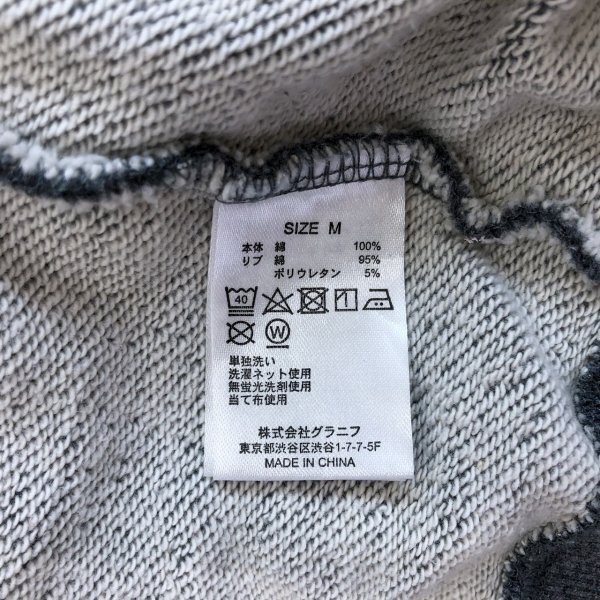 SIZE M
本体 綿 100%
リブ 綿 95%
ポリウレタン 5%
40
W
単独洗い
洗濯ネット使用
無蛍光洗剤使用
当て布使用
株式会社グラニフ
東京都渋谷区渋谷1-7-7-5F
MADE IN CHINA